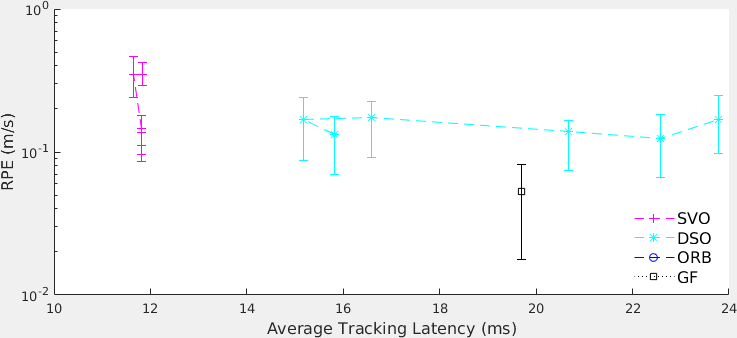 10^0
10^-1
10^-2
RPE (m/s)
10 12 14 16 18 20 22 24
Average Tracking Latency (ms)
SVO
DSO
ORB
GF